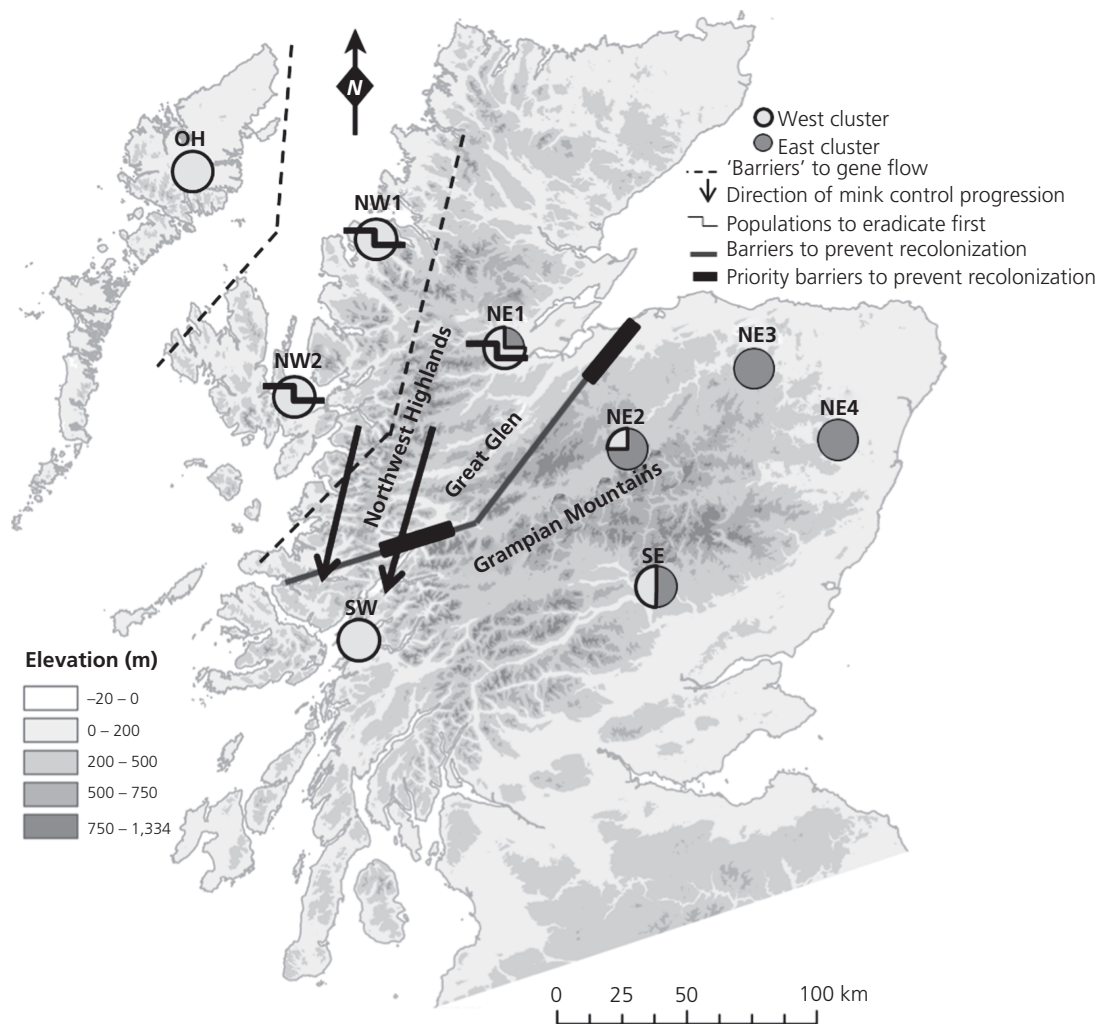 OH
N
NW1
West cluster
East cluster
'Barriers' to gene flow
Direction of mink control progression
Populations to eradicate first
Barriers to prevent recolonization
Priority barriers to prevent recolonization
NE1
NE3
NW2
NE2
NE4
Northwest Highlands
Great Glen
Grampian Mountains
SE
SW
Elevation (m)
–20 – 0
0 – 200
200 – 500
500 – 750
750 – 1,334
0 25 50 100 km